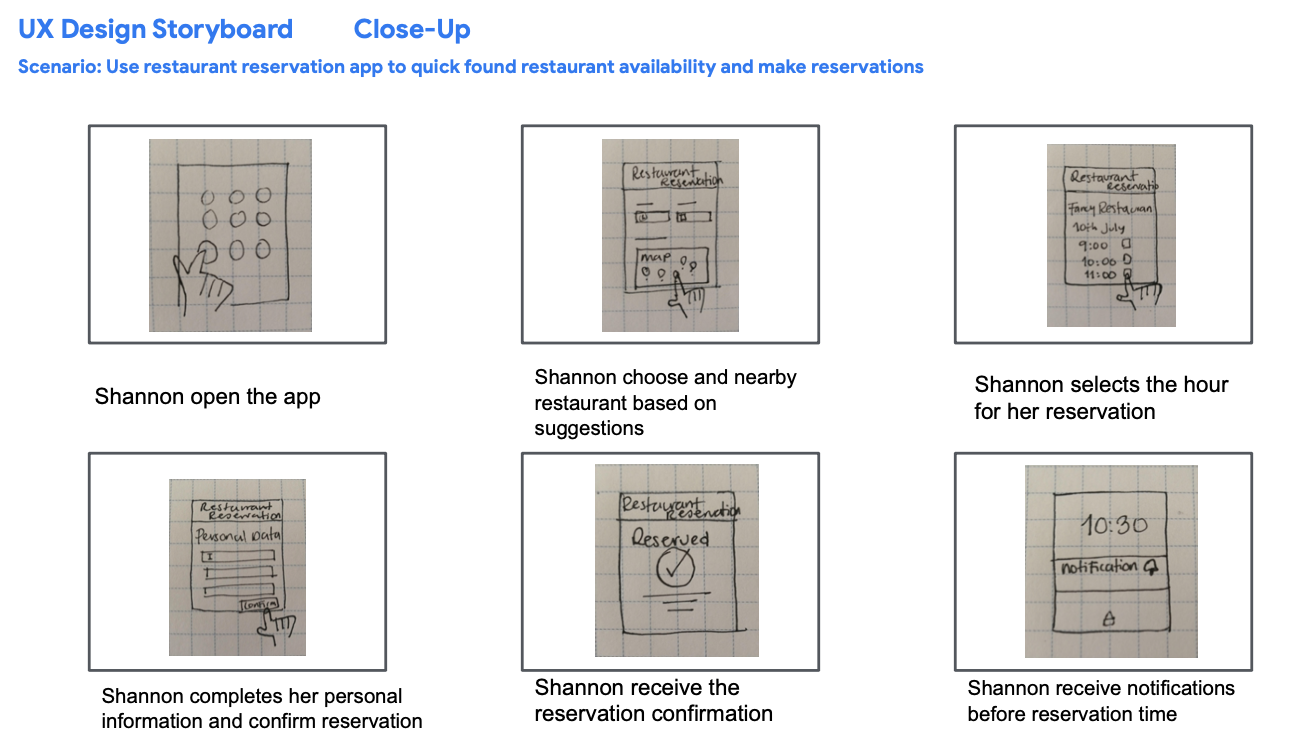 UX Design Storyboard Close-Up
Scenario: Use restaurant reservation app to quick found restaurant availability and make reservations
Restaurant
Reservation
map
Restaurant
Reservatio
Fancy Restauran
10th July
9:00
10:00
11:00
Shannon open the app
Shannon choose and nearby
restaurant based on
suggestions
Shannon selects the hour
for her reservation
Restaurant
Reservation
Personal Data
Confirm
Restaurant
Reservation
Reserved
10:30
notification
Shannon completes her personal
information and confirm reservation
Shannon receive the
reservation confirmation
Shannon receive notifications
before reservation time